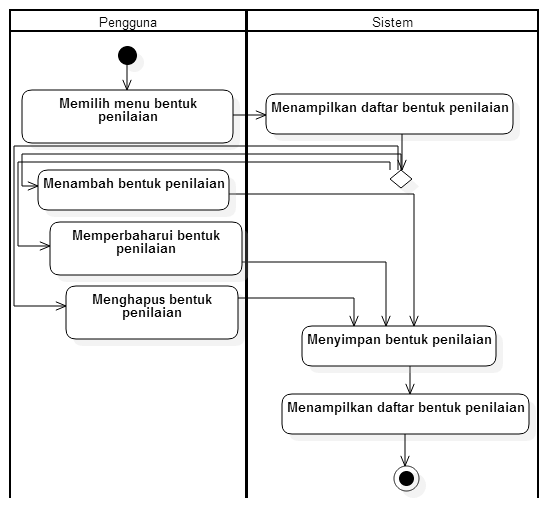 Pengguna
Sistem
Memilih menu bentuk
penilaian
Menampilkan daftar bentuk penilaian
Menambah bentuk penilaian
Memperbaharui bentuk
penilaian
Menghapus bentuk
penilaian
Menyimpan bentuk penilaian
Menampilkan daftar bentuk penilaian